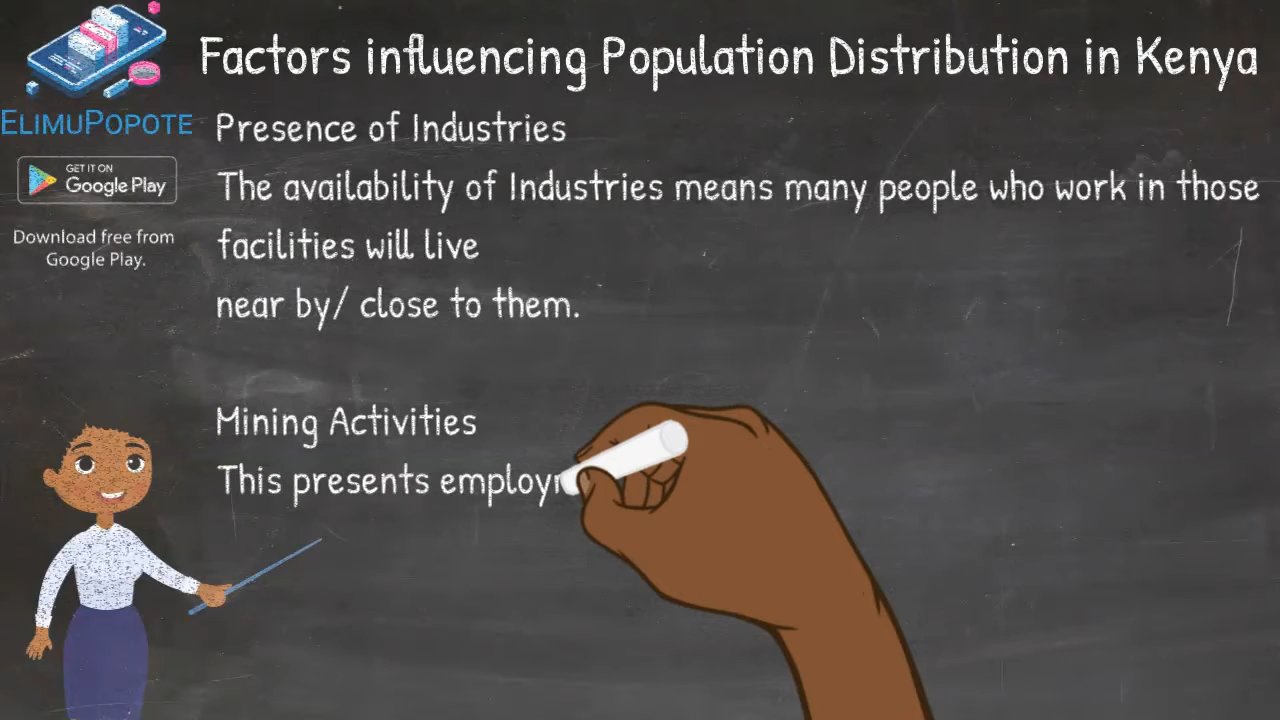 Factors influencing Population Distribution in Kenya
ELIMUPOPOTE
GET IT ON
Google Play
Download free from
Google Play.
Presence of Industries
The availability of Industries means many people who work in those
facilities will live
near by/ close to them.
Mining Activities
This presents employ